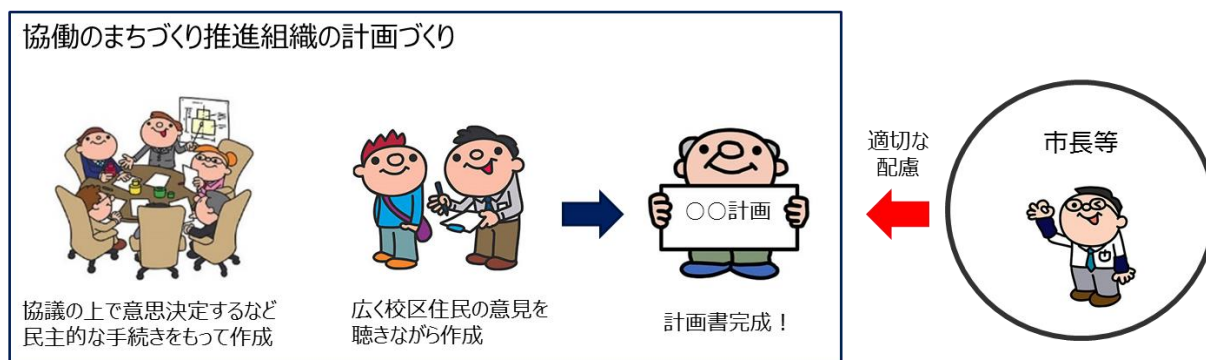 協働のまちづくり推進組織の計画づくり
協議の上で意思決定するなど
民主的な手続きをもって作成
広く校区住民の意見を
聴きながら作成
〇〇計画
計画書完成！
適切な
配慮
市長等